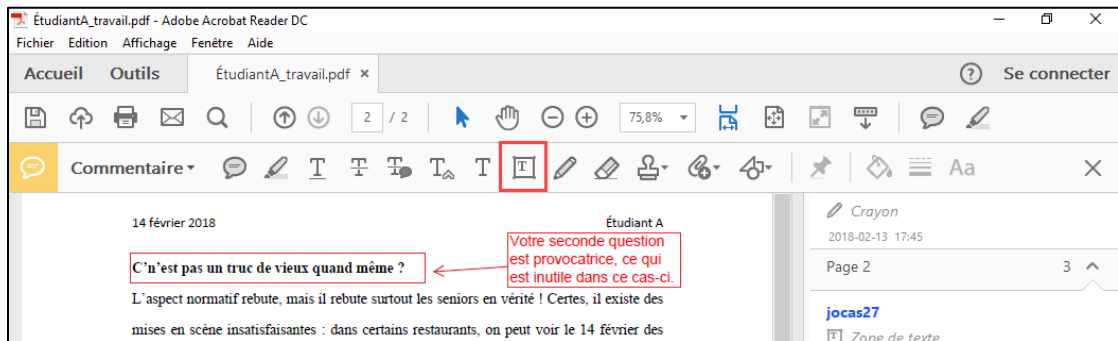 ÉtudiantA_travail.pdf - Adobe Acrobat Reader DC
Fichier Edition Affichage Fenêtre Aide
Accueil Outils ÉtudiantA_travail.pdf × Se connecter
2 / 2 75,8%
Commentaire T T T T T T Aa
14 février 2018 Étudiant A
Votre seconde question
est provocatrice, ce qui
est inutile dans ce cas-ci.
C'n'est pas un truc de vieux quand même ?
L'aspect normatif rebute, mais il rebute surtout les seniors en vérité ! Certes, il existe des
mises en scène insatisfaisantes : dans certains restaurants, on peut voir le 14 février des
Crayon
2018-02-13 17:45
Page 2 3
jocas27
Zone de texte